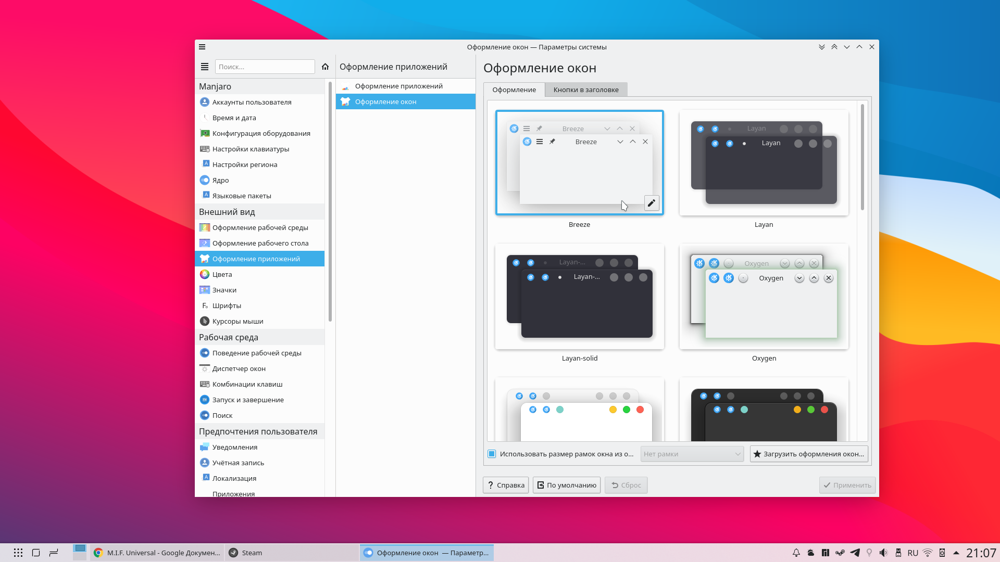 Оформление окон — Параметры системы
Поиск...
Manjaro
Аккаунты пользователя
Время и дата
Конфигурация оборудования
Настройки клавиатуры
Настройки региона
Ядро
Языковые пакеты
Внешний вид
Оформление рабочей среды
Оформление рабочего стола
Оформление приложений
Цвета
Значки
Шрифты
Курсоры мыши
Рабочая среда
Поведение рабочей среды
Диспетчер окон
Комбинации клавиш
Запуск и завершение
Поиск
Предпочтения пользователя
Уведомления
Учётная запись
Локализация
Приложения
Оформление приложений
Оформление приложений
Оформление окон
Оформление окон
Оформление
Кнопки в заголовке
Breeze
Breeze
Breeze
Layan
Layan
Layan
Layan-...
Layan-...
Layan-solid
Oxygen
Oxygen
Oxygen
Использовать размер рамок окна из о...
Нет рамки
Загрузить оформления окон...
Справка
По умолчанию
Сброс
Применить
M.I.F. Universal - Google Докумен...
Steam
Оформление окон — Параметр...
RU
21:07